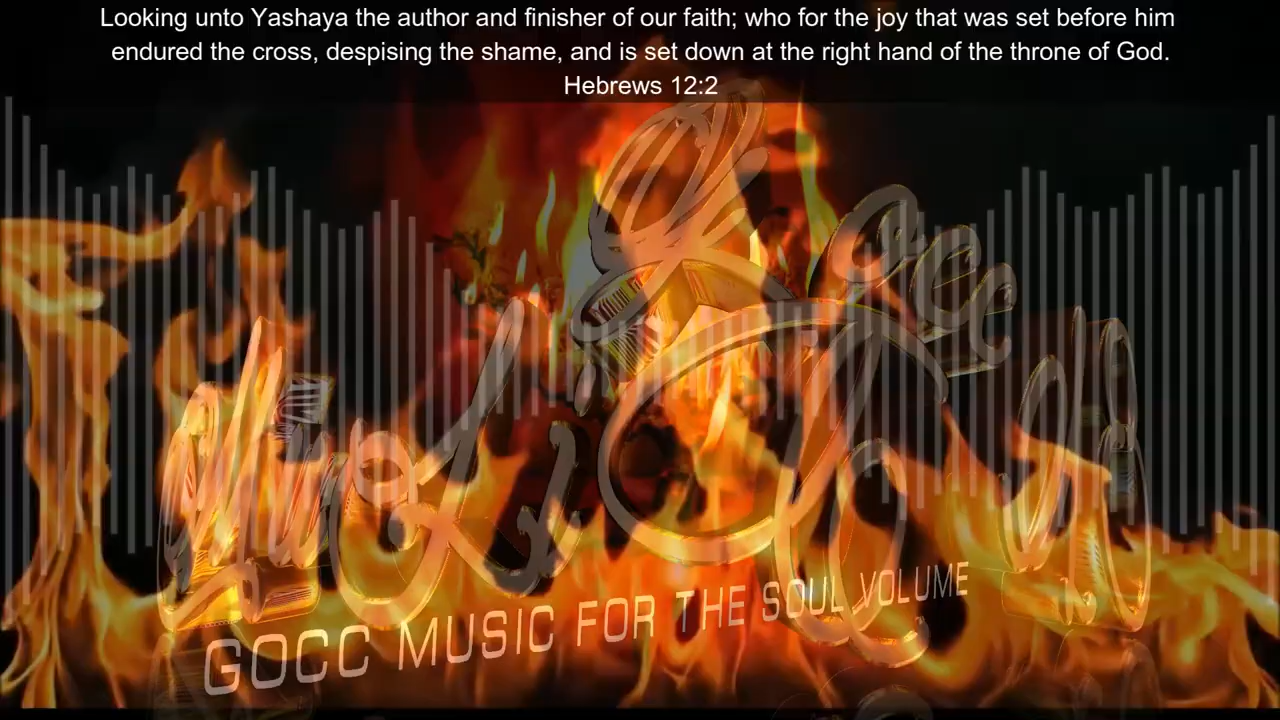 Looking unto Yashaya the author and finisher of our faith; who for the joy that was set before him
endured the cross, despising the shame, and is set down at the right hand of the throne of God.
Hebrews 12:2
GOCC MUSIC FOR THE SOUL VOLUME